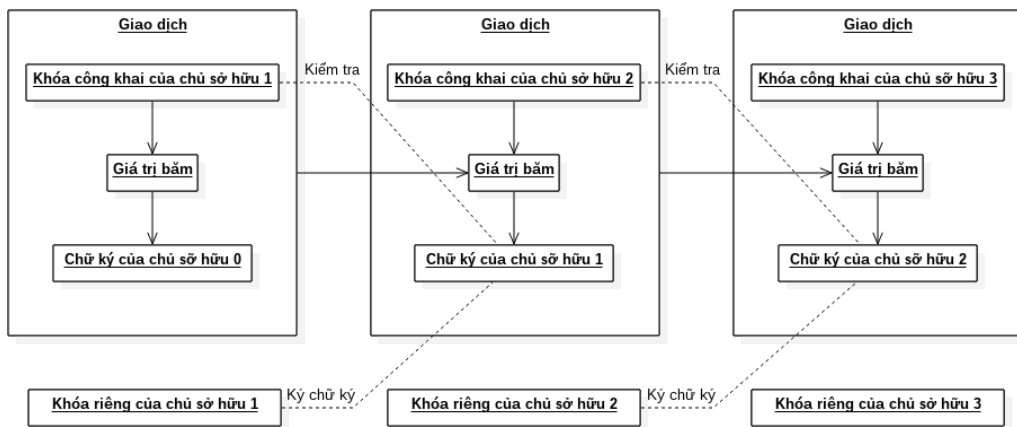 Giao dịch
Giao dịch
Giao dịch
Khóa công khai của chủ sở hữu 1
Kiểm tra
Khóa công khai của chủ sở hữu 2
Kiểm tra
Khóa công khai của chủ sỡ hữu 3
Giá trị băm
Giá trị băm
Giá trị băm
Chữ ký của chủ sỡ hữu 0
Chữ ký của chủ sỡ hữu 1
Chữ ký của chủ sỡ hữu 2
Khóa riêng của chủ sở hữu 1
Ký chữ ký
Khóa riêng của chủ sở hữu 2
Ký chữ ký
Khóa riêng của chủ sở hữu 3